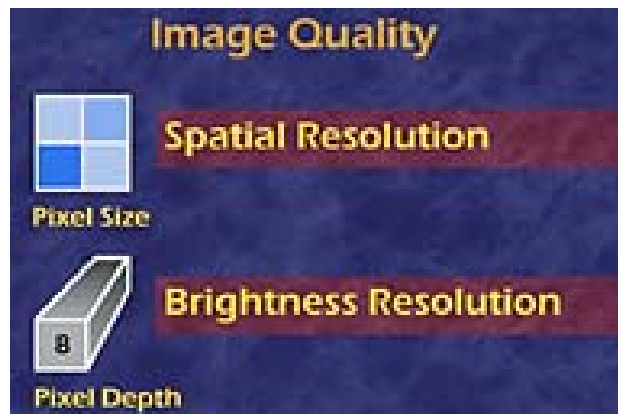 Image Quality
Spatial Resolution
Pixel Size
Brightness Resolution
8
Pixel Depth